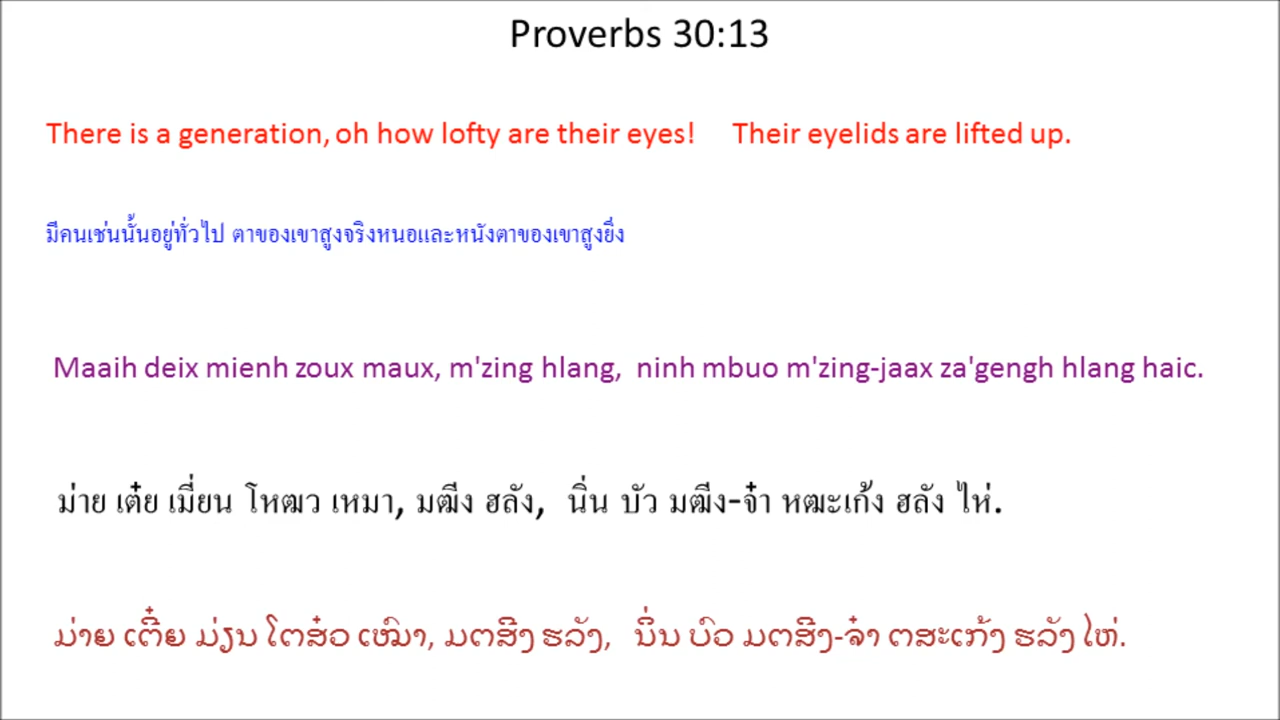 Proverbs 30:13
There is a generation, oh how lofty are their eyes! Their eyelids are lifted up.
มีคนเช่นนั้นอยู่ทั่วไป ตาของเขาสูงจริงหนอและหนังตาของเขาสูงยิ่ง
Maaih deix mienh zoux maux, m'zing hlang, ninh mbuo m'zing-jaax za'gengh hlang haic.
ม่าย เต๋ย เมี่ยน โหฒว เหมา, มฒีง ฮลัง, นิ่น บัว มฒีง-จ๋า หฒะเก้ง ฮลัง ไห่.
ມ່າຍ ເຕີ໋ຍ ມ່ຽນ ໂຕສ໋ວ ເໝົາ, ມຕສີງ ຮລັງ, ນິ່ນ ບົວ ມຕສີງ-ຈ໋າ ຕສະເກ້ງ ຮລັງ ໄຫ່.